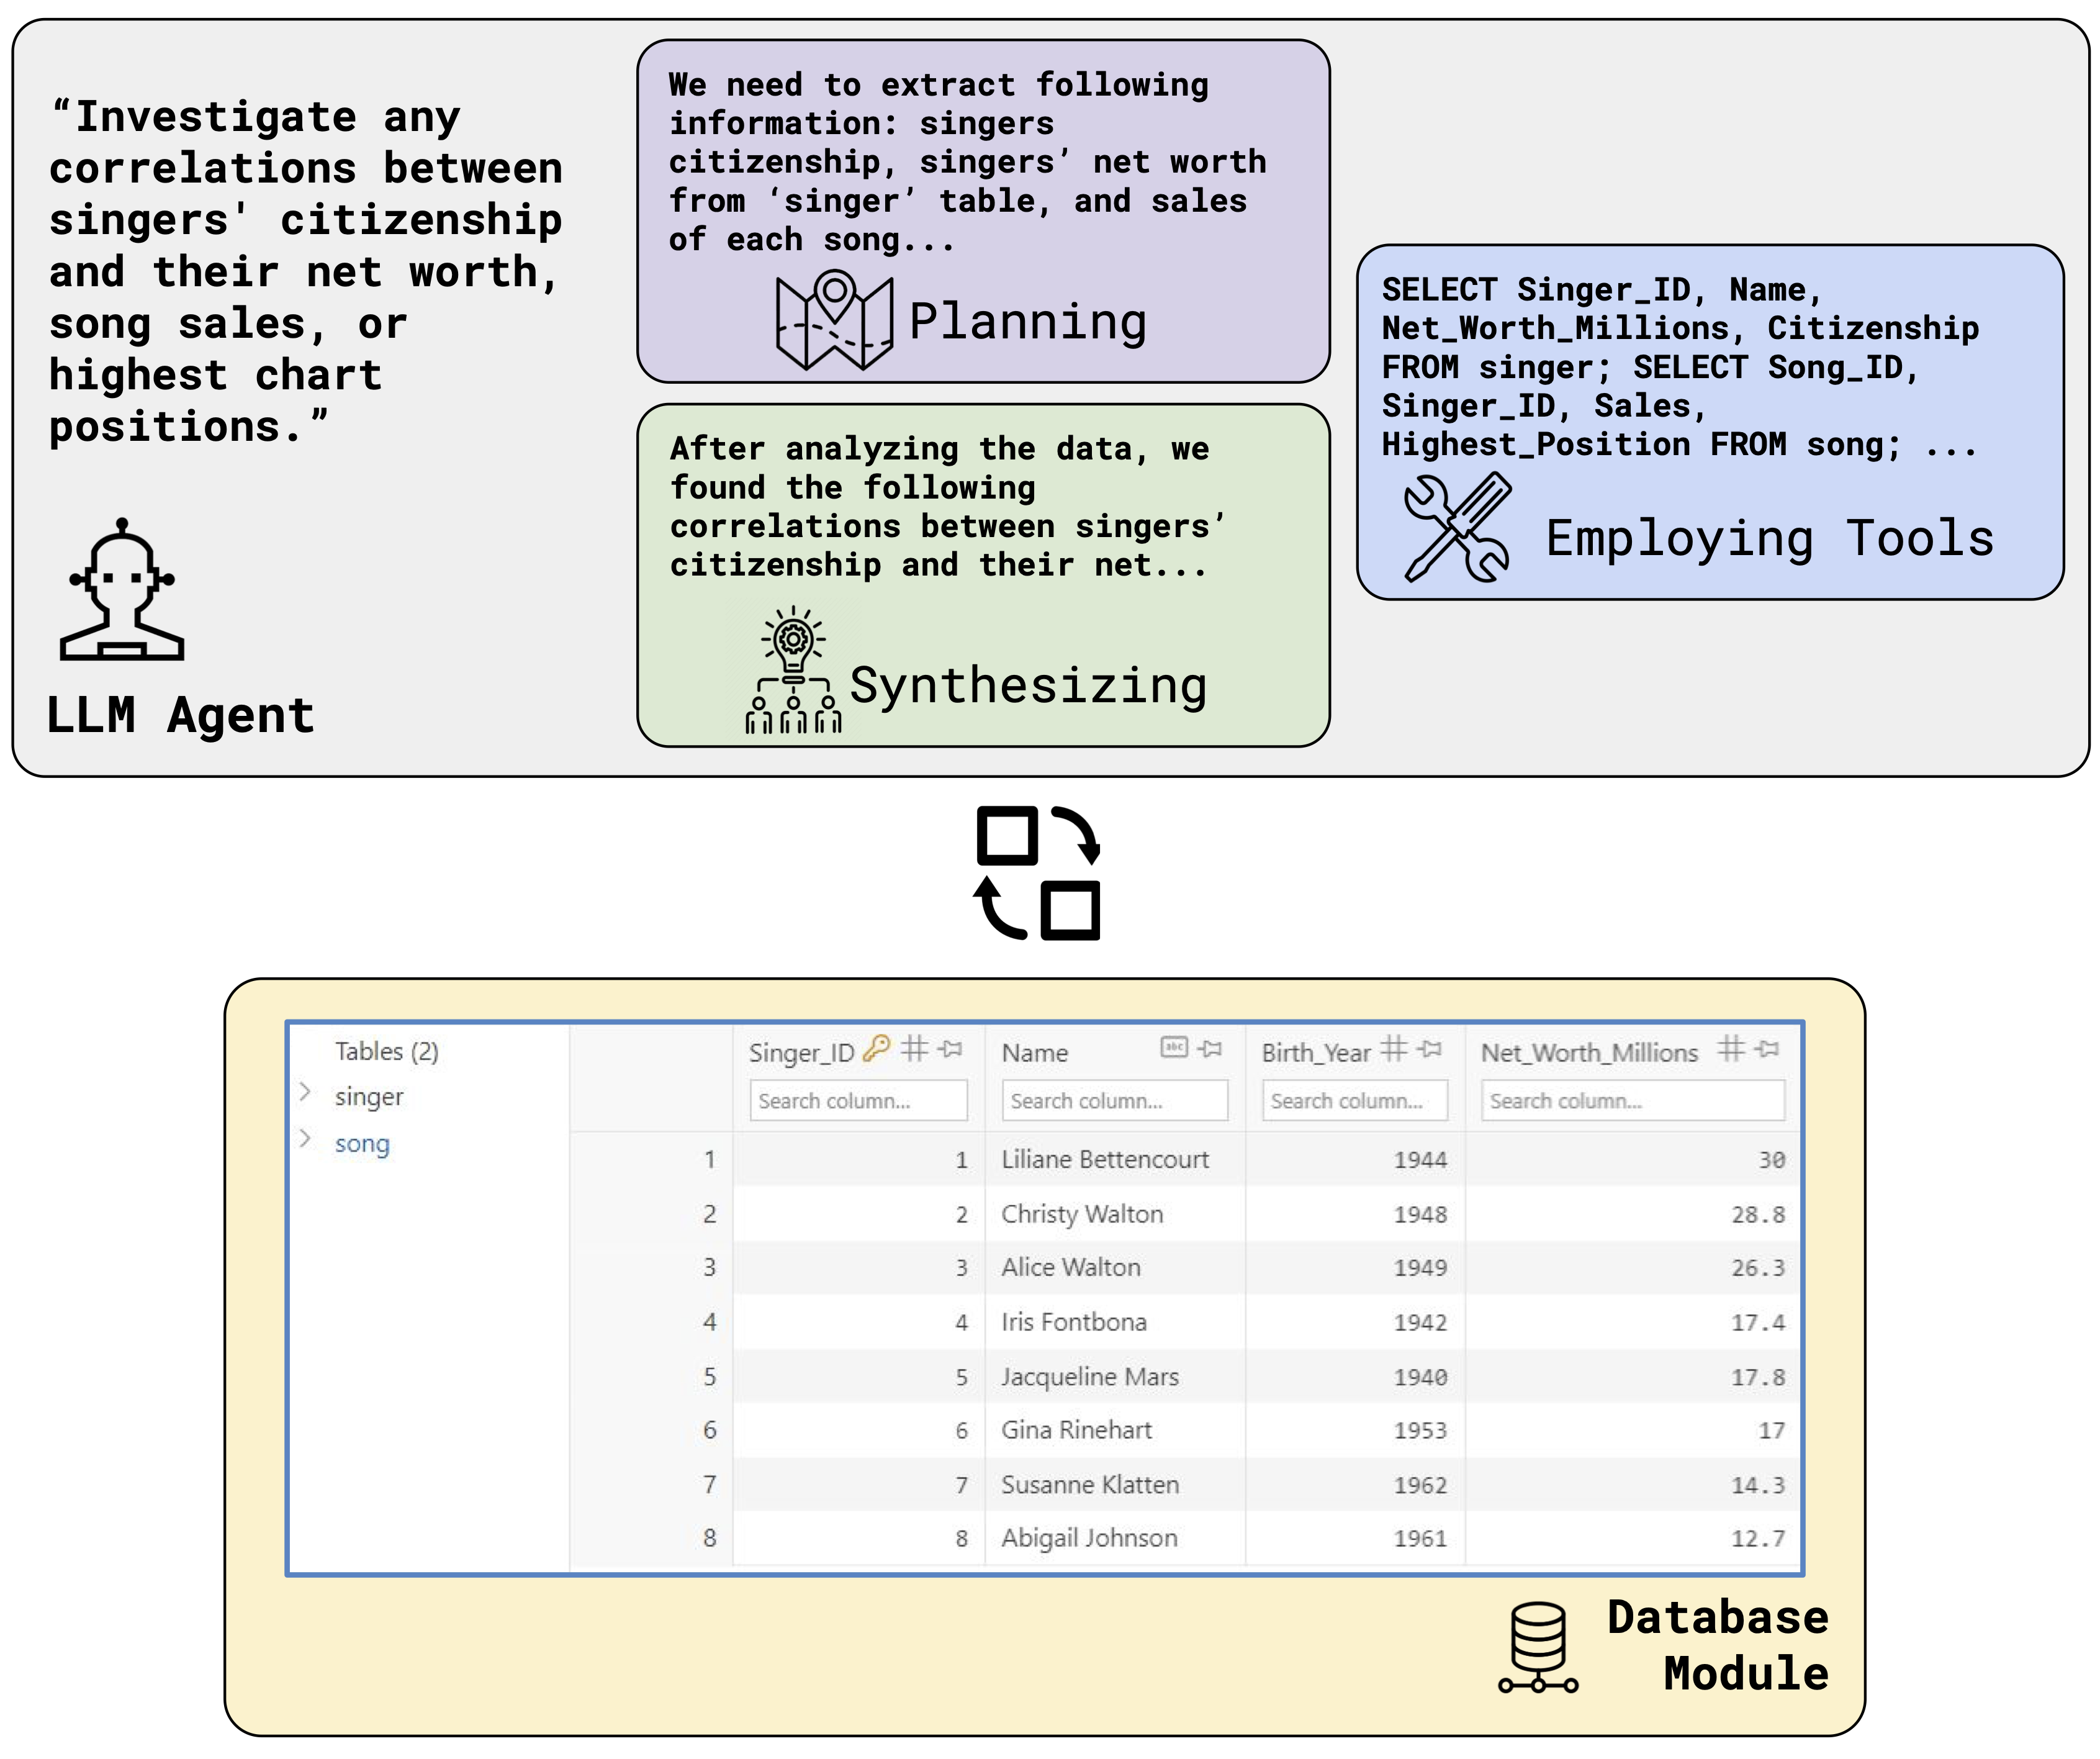 “Investigate any
correlations between
singers' citizenship
and their net worth,
song sales, or
highest chart
positions.”
LLM Agent
We need to extract following
information: singers
citizenship, singers’ net worth
from ‘singer’ table, and sales
of each song...
Planning
After analyzing the data, we
found the following
correlations between singers’
citizenship and their net...
Synthesizing
SELECT Singer_ID, Name,
Net_Worth_Millions, Citizenship
FROM singer; SELECT Song_ID,
Singer_ID, Sales,
Highest_Position FROM song; ...
Employing Tools
Tables (2)
singer
song
Singer_ID Name abc Birth_Year Net_Worth_Millions
Search column... Search column... Search column... Search column...
1 1 Liliane Bettencourt 1944 30
2 2 Christy Walton 1948 28.8
3 3 Alice Walton 1949 26.3
4 4 Iris Fontbona 1942 17.4
5 5 Jacqueline Mars 1940 17.8
6 6 Gina Rinehart 1953 17
7 7 Susanne Klatten 1962 14.3
8 8 Abigail Johnson 1961 12.7
Database
Module